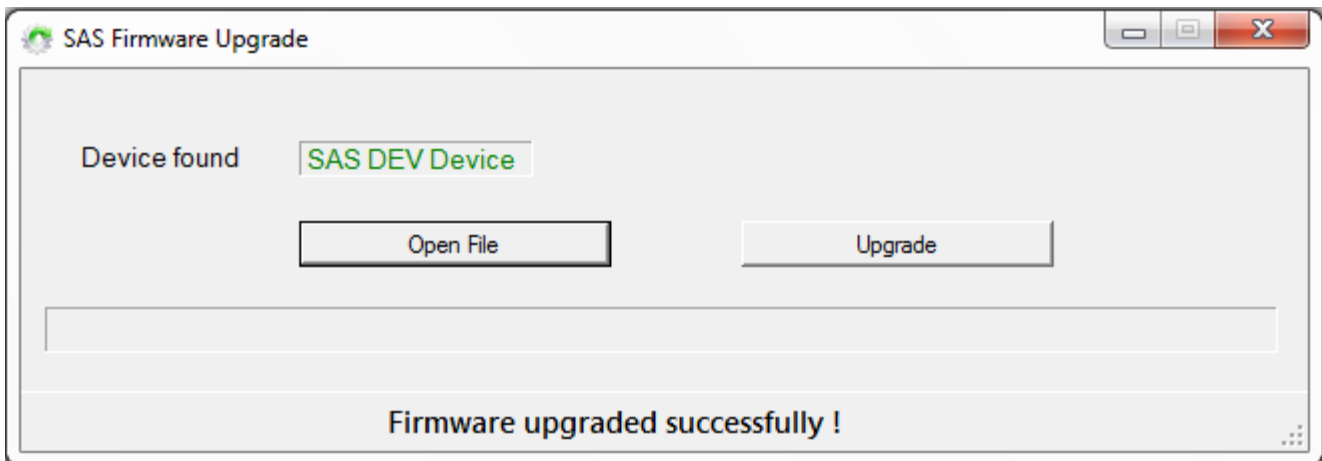 SAS Firmware Upgrade
Device found SAS DEV Device
Open File Upgrade
Firmware upgraded successfully !